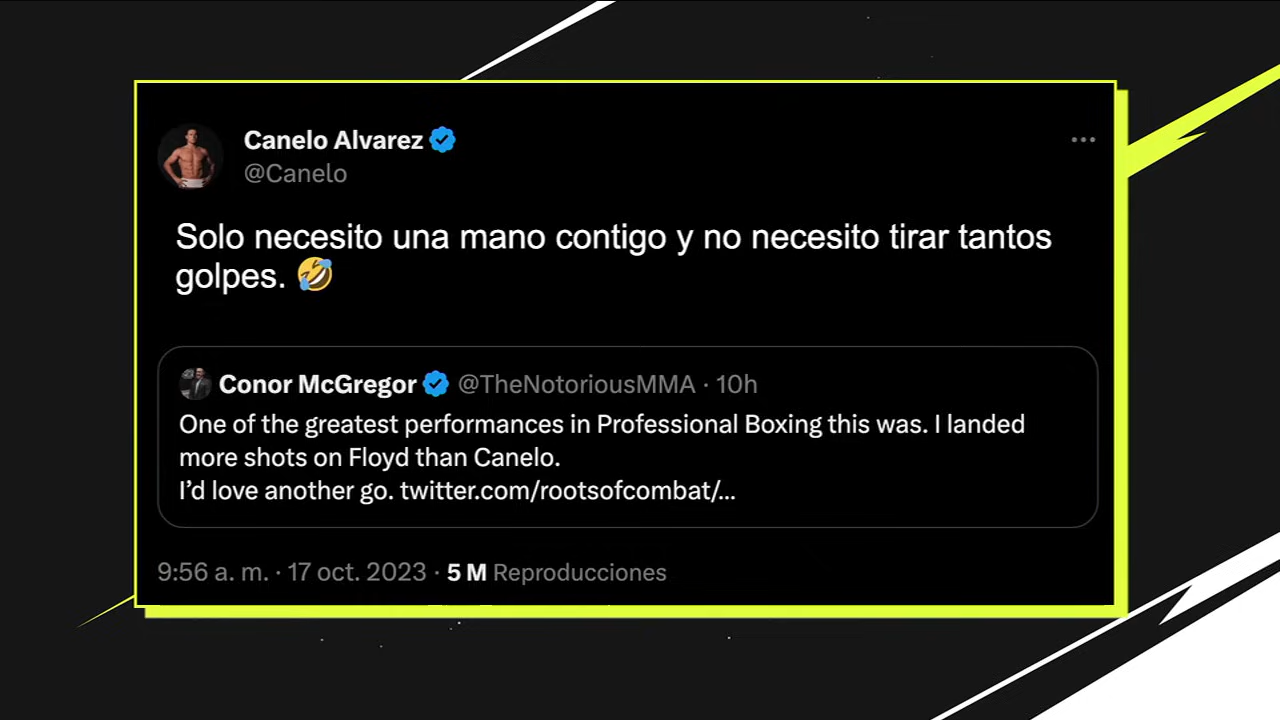 Canelo Alvarez
@Canelo
Solo necesito una mano contigo y no necesito tirar tantos
golpes. 🤣
Conor McGregor @TheNotoriousMMA · 10h
One of the greatest performances in Professional Boxing this was. I landed
more shots on Floyd than Canelo.
I’d love another go. twitter.com/rootsofcombat/...
9:56 a. m. · 17 oct. 2023 · 5 M Reproducciones